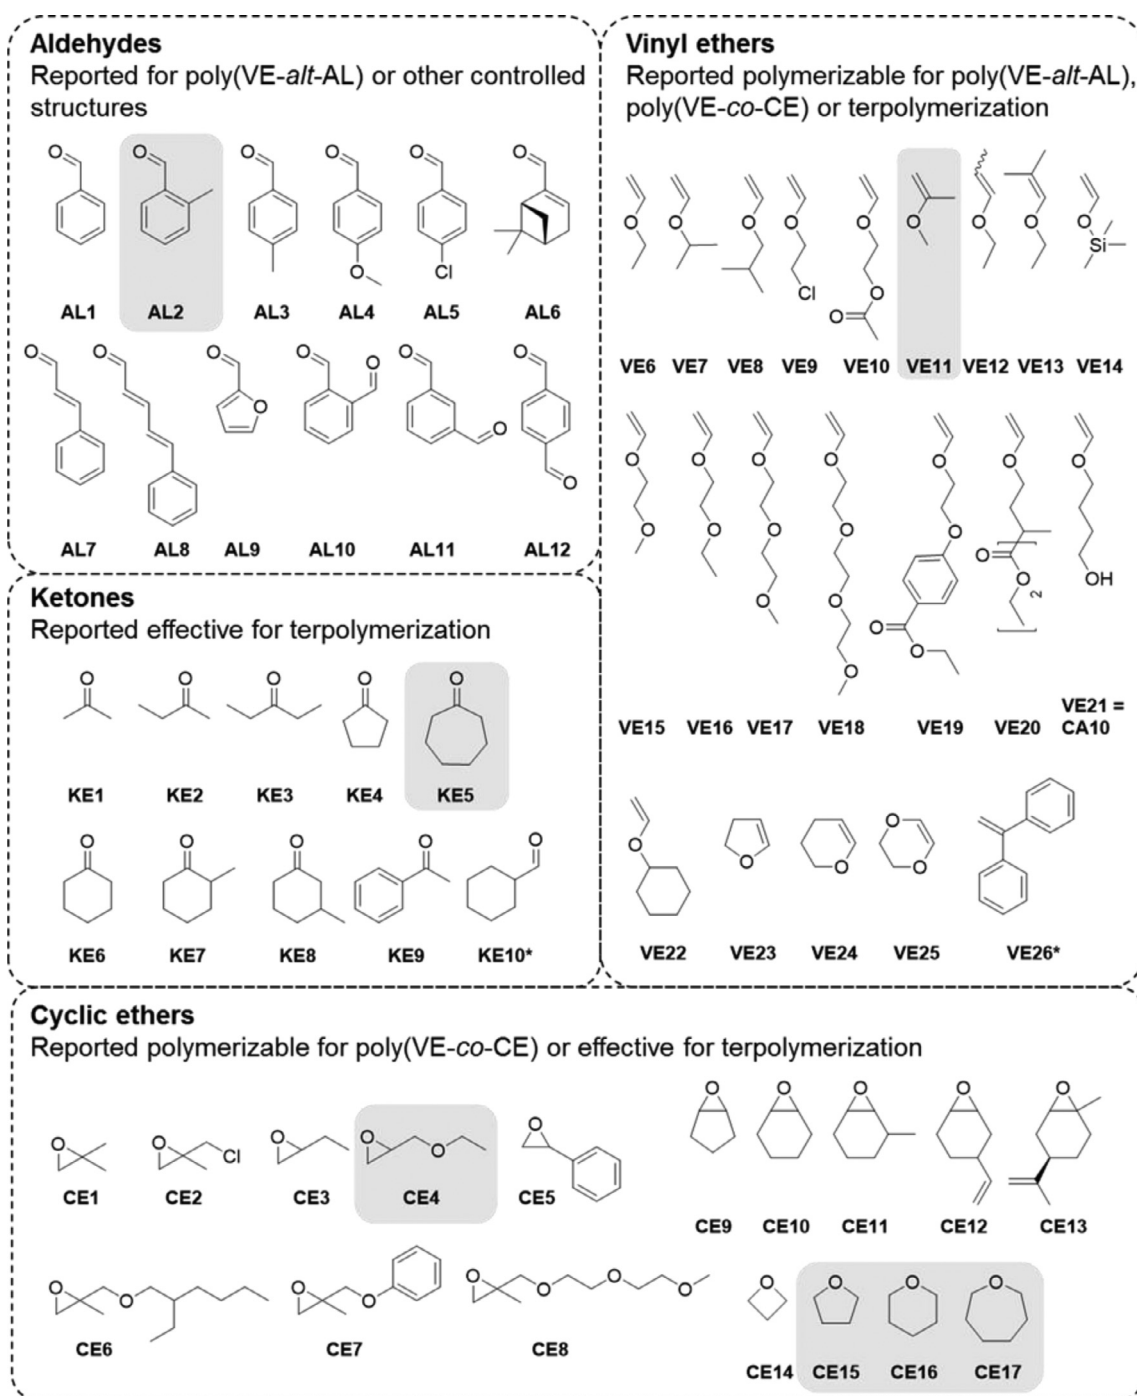 Aldehydes
Reported for poly(VE-alt-AL) or other controlled
structures
O O O O O O
O Cl
AL1 AL2 AL3 AL4 AL5 AL6
O O O O O O
O O O O
AL7 AL8 AL9 AL10 AL11 AL12
Ketones
Reported effective for terpolymerization
O O O O O
KE1 KE2 KE3 KE4 KE5
O O O O O
KE6 KE7 KE8 KE9 KE10*
Vinyl ethers
Reported polymerizable for poly(VE-alt-AL),
poly(VE-co-CE) or terpolymerization
O O O O O O O O O
Si
Cl O
O
VE6 VE7 VE8 VE9 VE10 VE11 VE12 VE13 VE14
O O O O O O O
O O O O O
O OH
O O O 2
O O
O
VE15 VE16 VE17 VE18 VE19 VE20 VE21 =
CA10
O O O O
O
VE22 VE23 VE24 VE25 VE26*
Cyclic ethers
Reported polymerizable for poly(VE-co-CE) or effective for terpolymerization
O O Cl O O O O
CE1 CE2 CE3 CE4 CE5
O O O O O
CE9 CE10 CE11 CE12 CE13
O O O O O O O O
CE6 CE7 CE8
O O O O
CE14 CE15 CE16 CE17